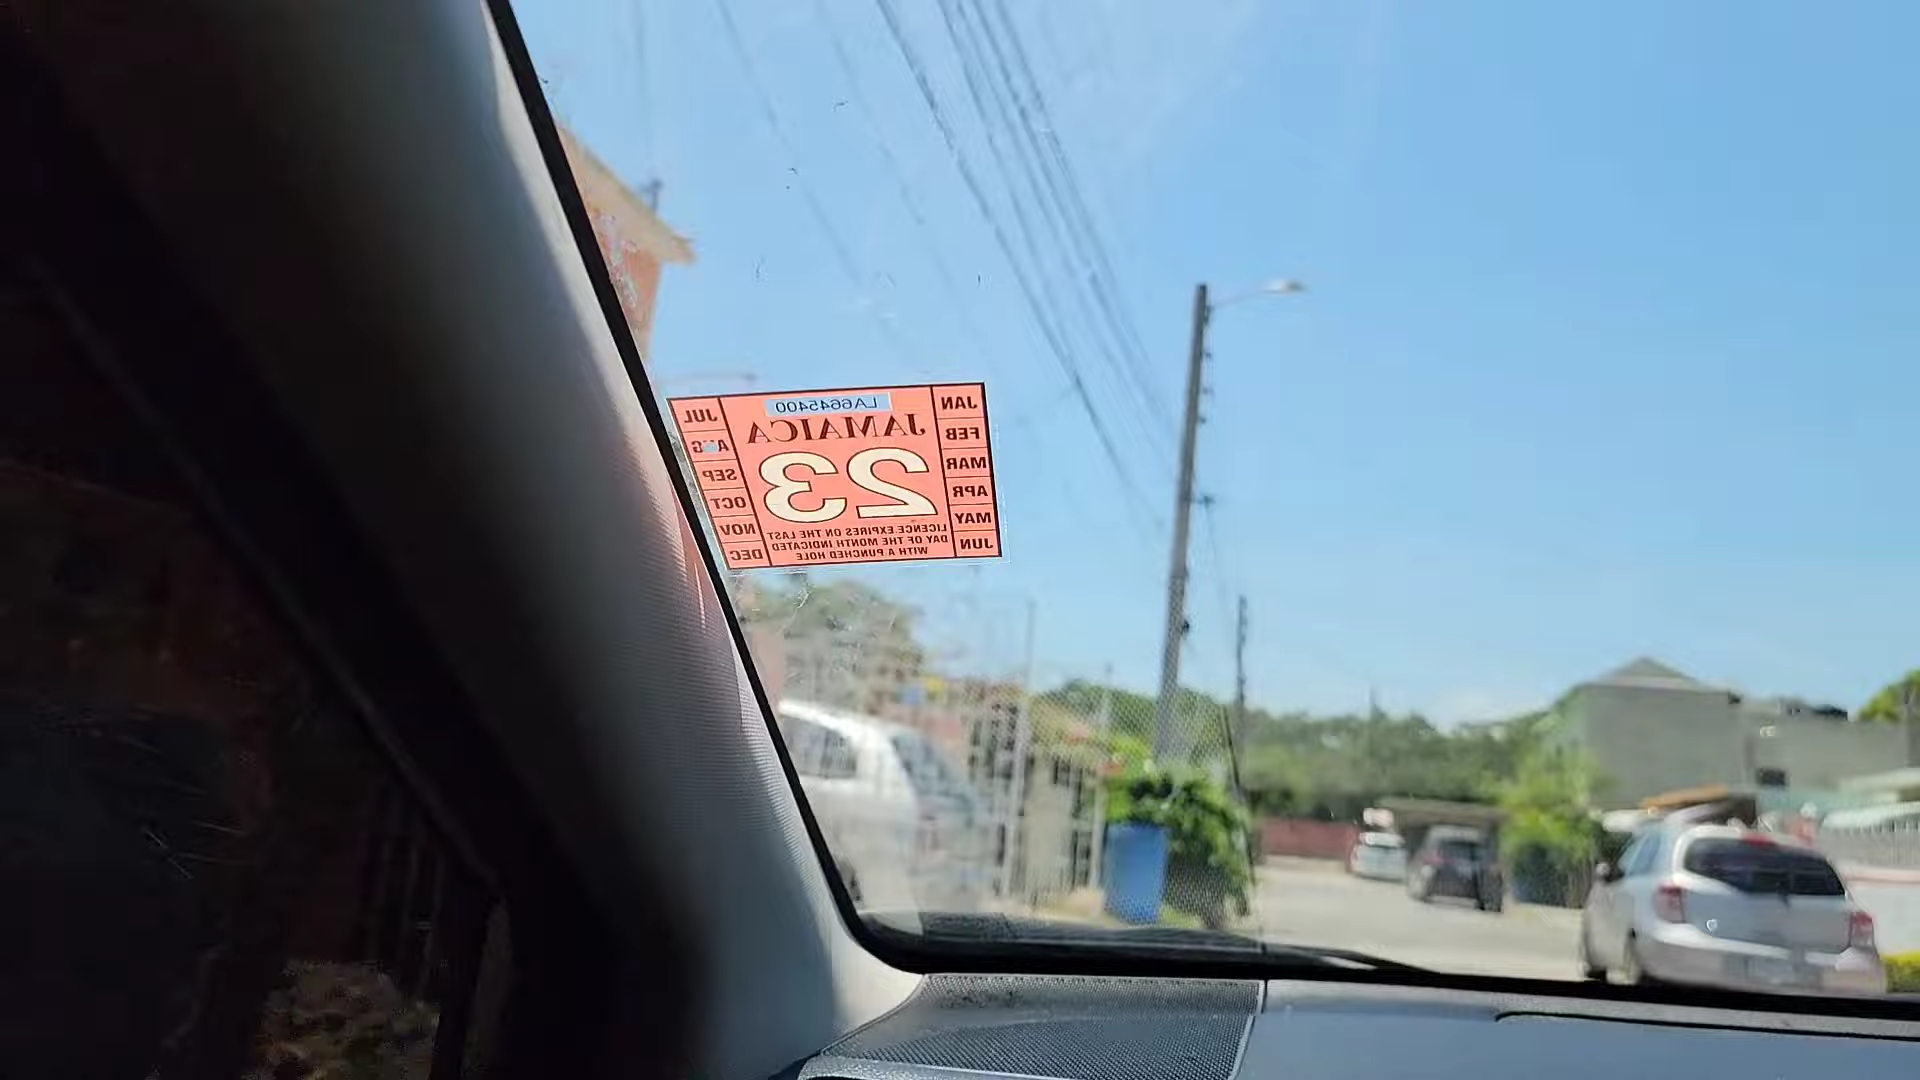 LA6645400
JAMAICA
23
LICENCE EXPIRES ON THE LAST
DAY OF THE MONTH INDICATED
WITH A PUNCHED HOLE
JAN
FEB
MAR
APR
MAY
JUN
JUL
AUG
SEP
OCT
NOV
DEC